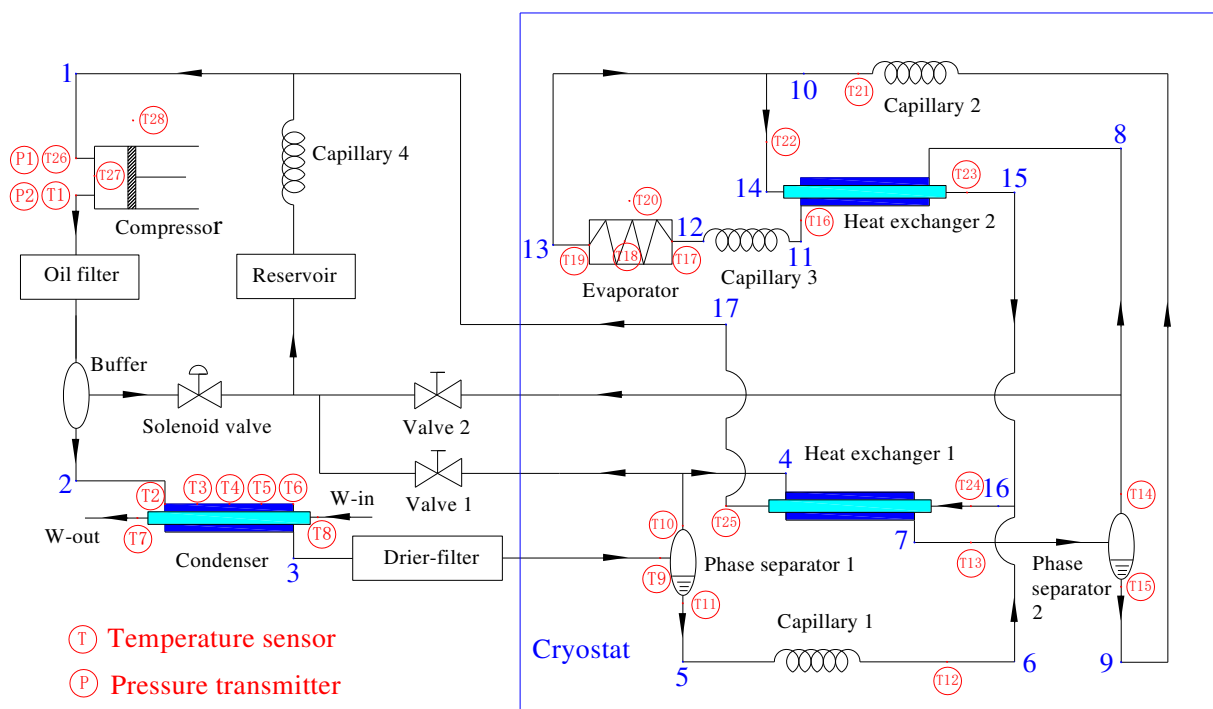 1
10
T21
Capillary 2
T28
P1
T26
T27
Capillary 4
T22
8
P2
T1
14
T23
15
Compressor
T20
T16
Heat exchanger 2
13
T19
T18
12
T17
11
Oil filter
Reservoir
Evaporator
Capillary 3
17
Buffer
Solenoid valve
Valve 2
4
Heat exchanger 1
2
T2
T3
T4
T5
T6
W-in
Valve 1
T24
16
T14
W-out
T7
T8
T10
T25
7
Condenser
3
Drier-filter
T9
Phase separator 1
T13
Phase
separator
2
T15
T11
Capillary 1
T Temperature sensor
Cryostat
5
T12
6
9
P Pressure transmitter